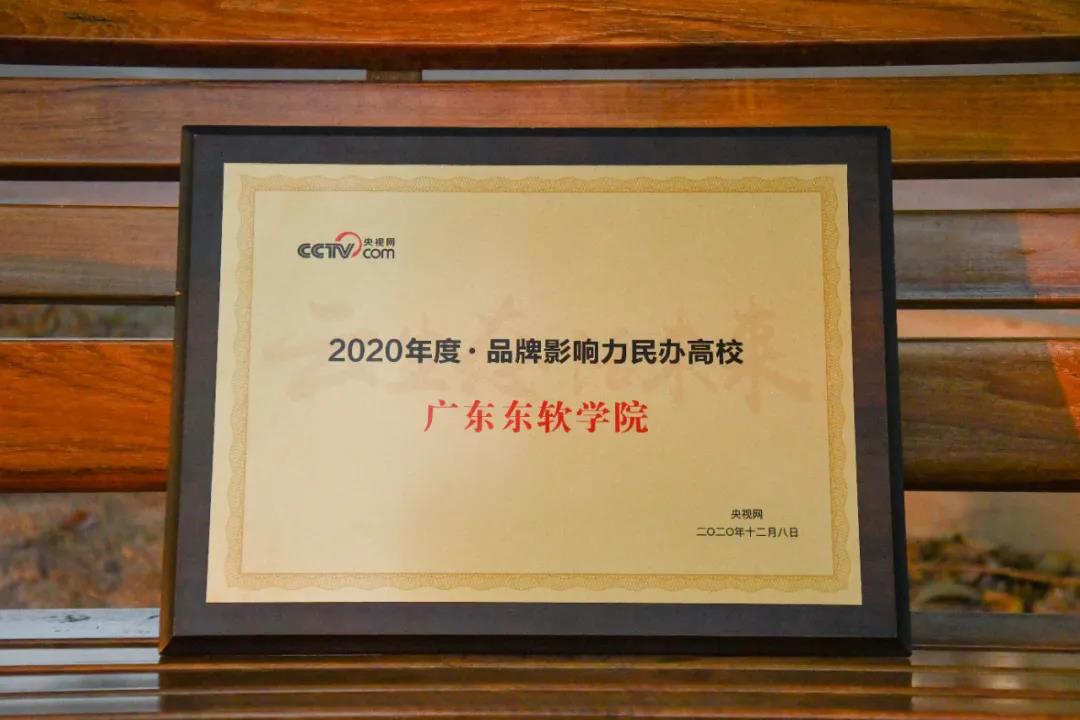 CCTV 央视网
com
2020年度·品牌影响力民办高校
广东东软学院
央视网
二〇二〇年十二月八日